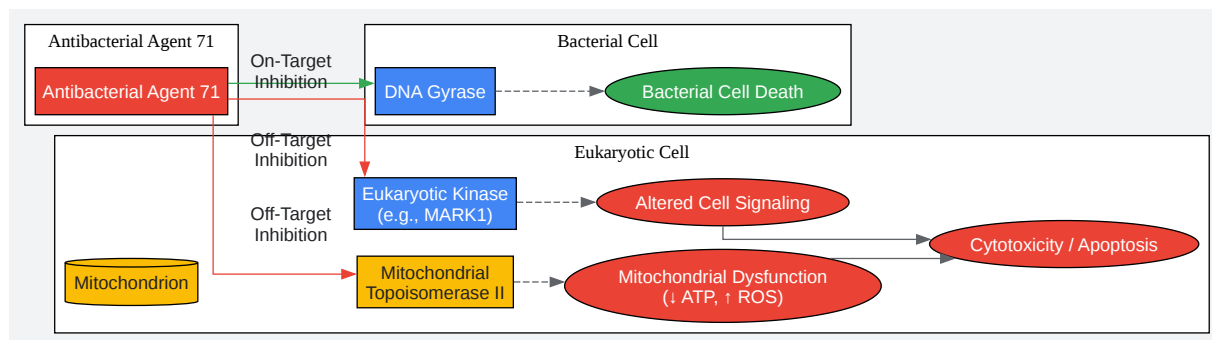 Antibacterial Agent 71
Antibacterial Agent 71
On-Target
Inhibition
Bacterial Cell
DNA Gyrase
Bacterial Cell Death
Off-Target
Inhibition
Eukaryotic Cell
Eukaryotic Kinase
(e.g., MARK1)
Altered Cell Signaling
Off-Target
Inhibition
Cytotoxicity / Apoptosis
Mitochondrion
Mitochondrial
Topoisomerase II
Mitochondrial Dysfunction
(↓ ATP, ↑ ROS)